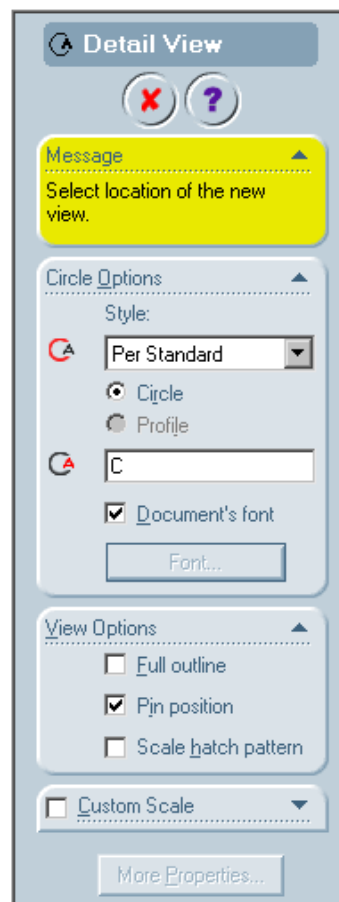 Detail View
Message
Select location of the new
view.
Circle Options
Style:
Per Standard
Circle
Profile
C
Document's font
Font...
View Options
Full outline
Pin position
Scale hatch pattern
Custom Scale
More Properties...